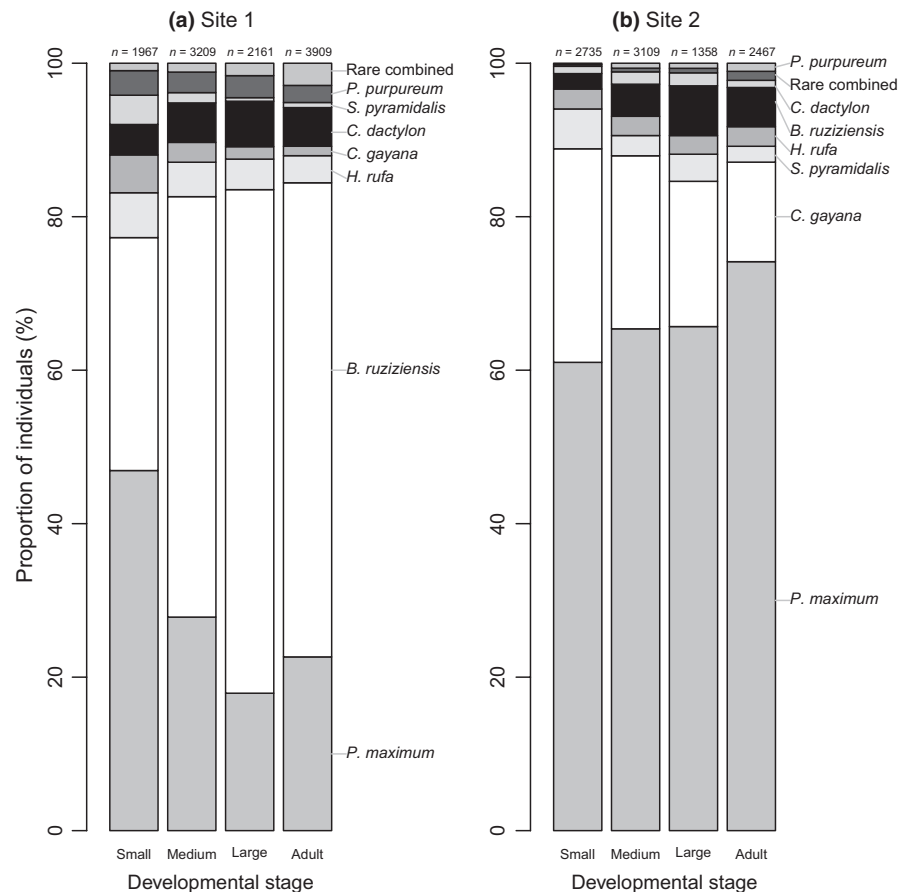 (a) Site 1
(b) Site 2
Proportion of individuals (%)
100
80
60
40
20
0
n = 1967
n = 3209
n = 2161
n = 3909
Rare combined
P. purpureum
S. pyramidalis
C. dactylon
C. gayana
H. rufa
B. ruziziensis
P. maximum
Small
Medium
Large
Adult
Developmental stage
100
80
60
40
20
0
n = 2735
n = 3109
n = 1358
n = 2467
P. purpureum
Rare combined
C. dactylon
B. ruziziensis
H. rufa
S. pyramidalis
C. gayana
P. maximum
Small
Medium
Large
Adult
Developmental stage